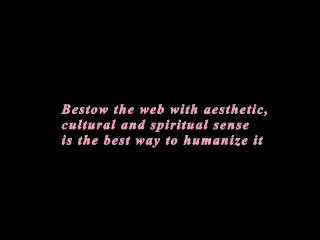 Bestow the web with aesthetic,
cultural and spiritual sense
is the best way to humanize it